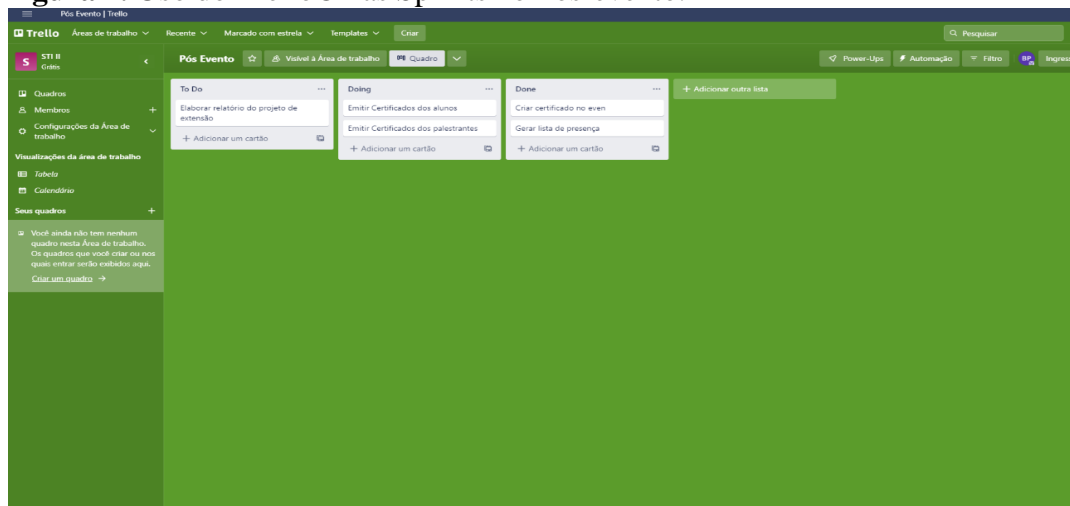 Pós Evento | Trello
Trello Áreas de trabalho Recente Marcado com estrela Templates Criar Pesquisar
S STI II
Grátis
Pós Evento Visível à Área de trabalho Quadro Power-Ups Automação Filtro BP Ingres
Quadros
Membros +
Configurações da Área de
trabalho
Visualizações da área de trabalho
Tabela
Calendário
Seus quadros +
Você ainda não tem nenhum
quadro nesta Área de trabalho.
Os quadros que você criar ou nos
quais entrar serão exibidos aqui.
Criar um quadro →
To Do ...
Elaborar relatório do projeto de
extensão
+ Adicionar um cartão
Doing ...
Emitir Certificados dos alunos
Emitir Certificados dos palestrantes
+ Adicionar um cartão
Done ...
Criar certificado no even
Gerar lista de presença
+ Adicionar um cartão
+ Adicionar outra lista